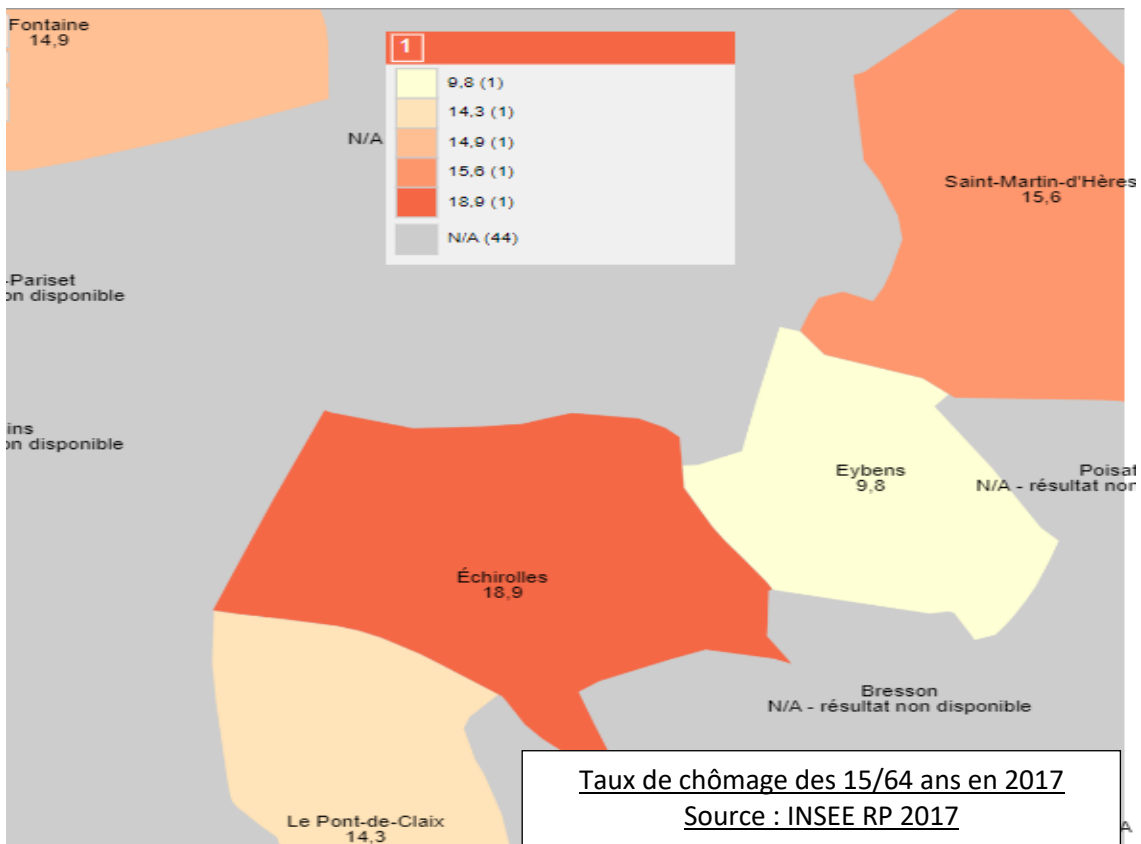 Fontaine
14,9
1
9,8 (1)
14,3 (1)
14,9 (1)
15,6 (1)
18,9 (1)
N/A (44)
N/A
Saint-Martin-d'Hères
15,6
-Pariset
on disponible
ins
on disponible
Eybens
9,8
Poisat
N/A - résultat non
Échirolles
18,9
Bresson
N/A - résultat non disponible
Le Pont-de-Claix
14,3
Taux de chômage des 15/64 ans en 2017
Source : INSEE RP 2017
A